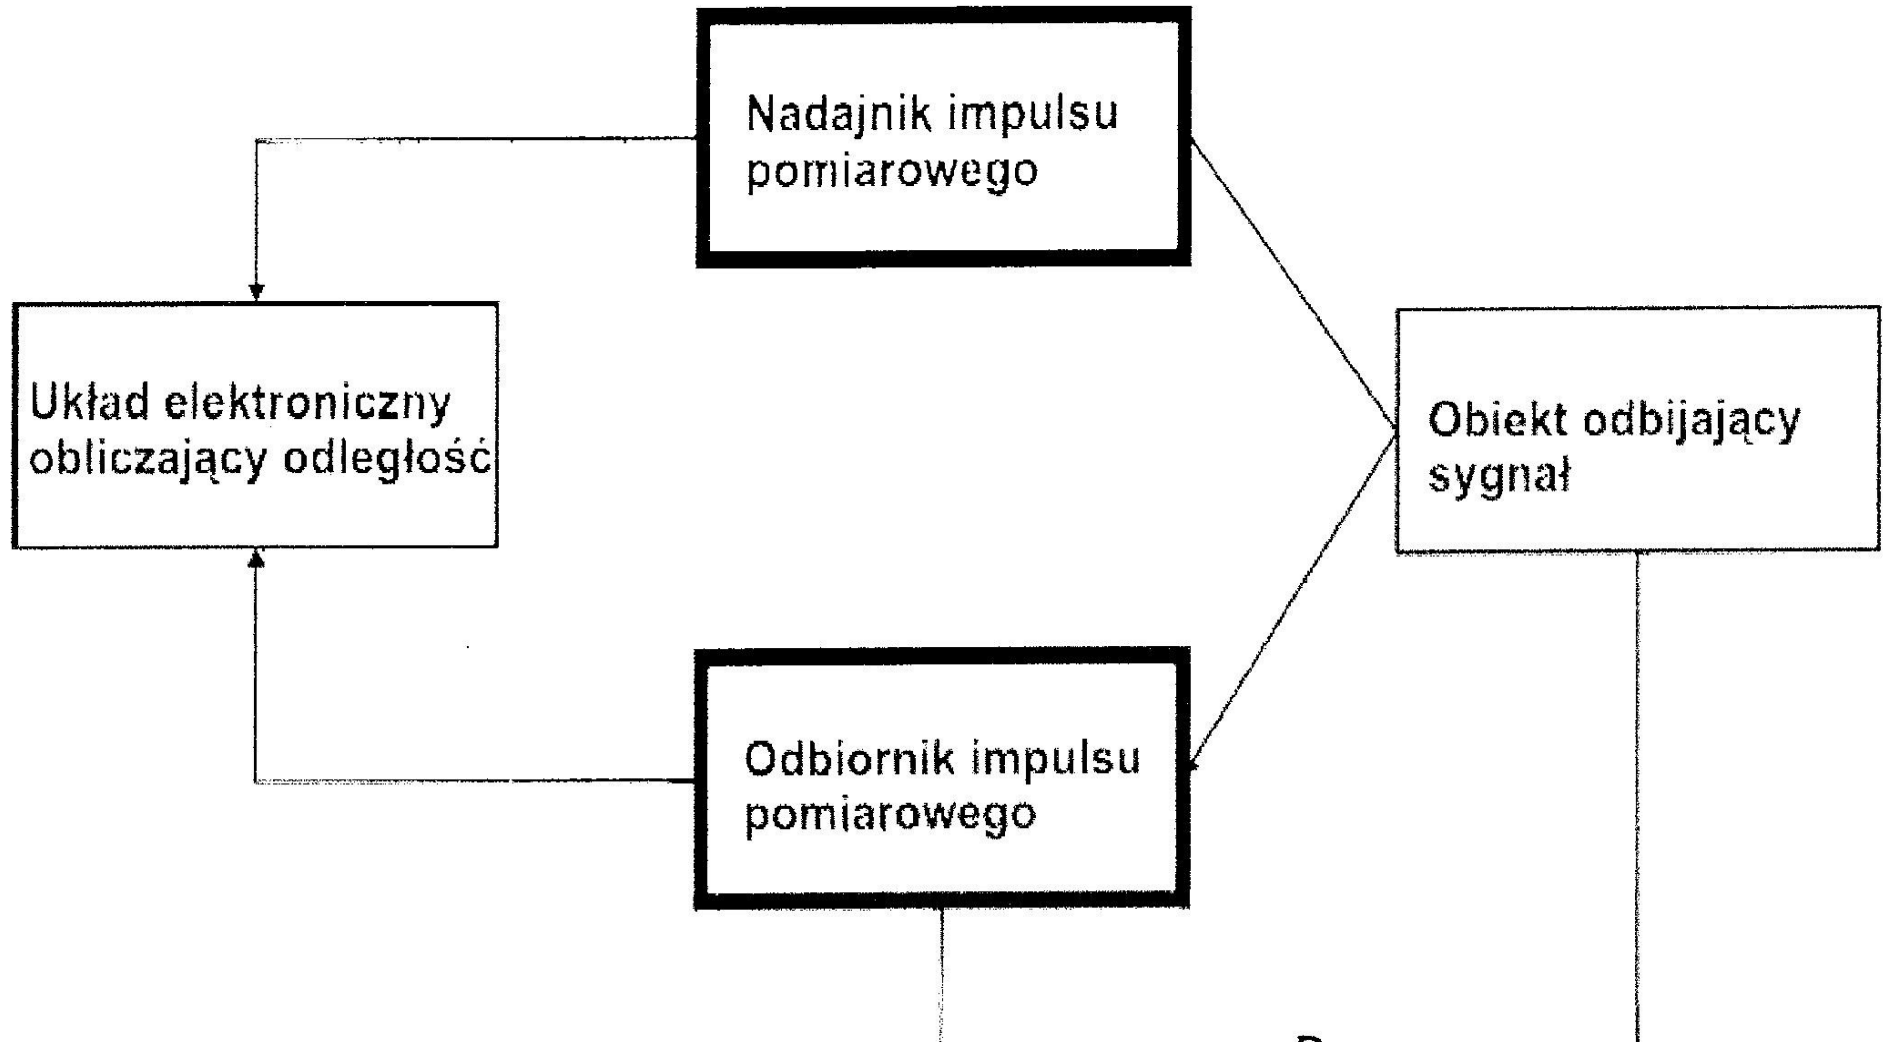 Nadajnik impulsu
pomiarowego
Układ elektroniczny
obliczający odległość
Obiekt odbijający
sygnał
Odbiornik impulsu
pomiarowego